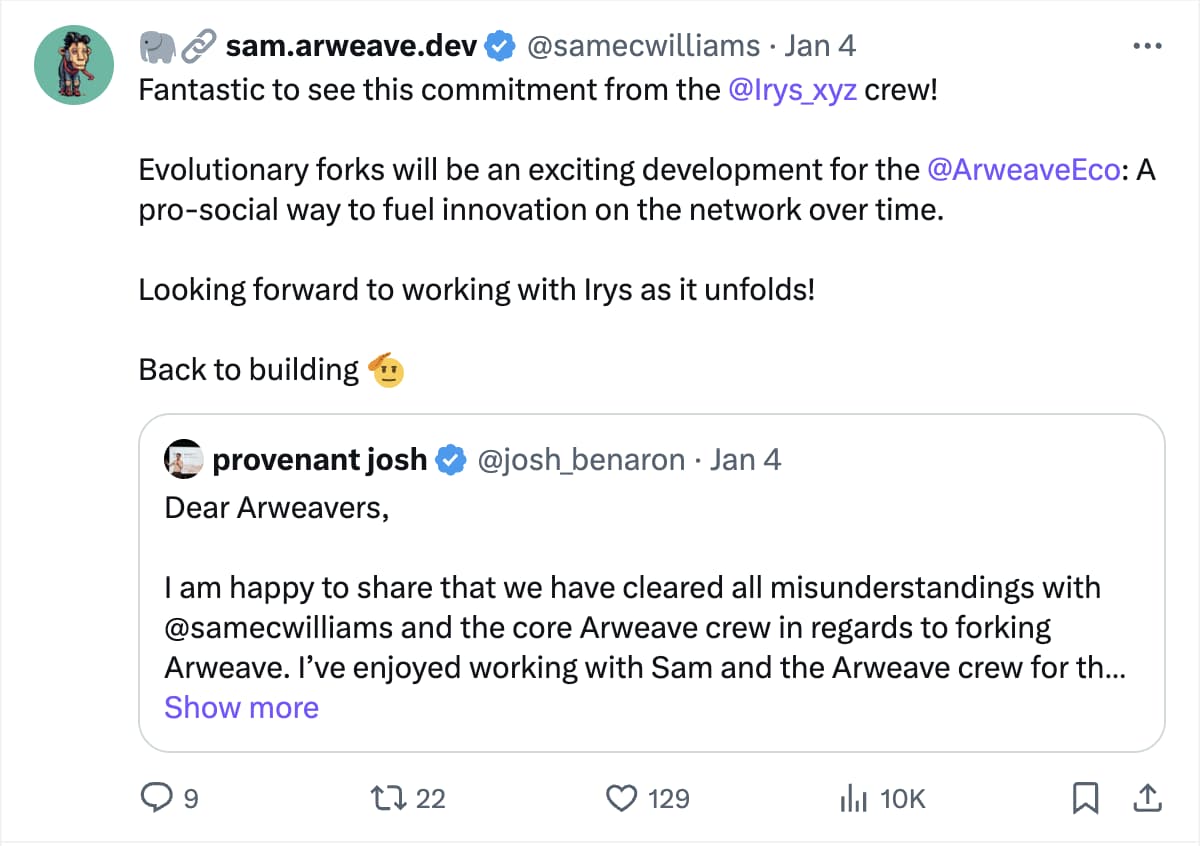 🐘🔗 sam.arweave.dev @samecwilliams · Jan 4
Fantastic to see this commitment from the @Irys_xyz crew!
Evolutionary forks will be an exciting development for the @ArweaveEco: A
pro-social way to fuel innovation on the network over time.
Looking forward to working with Irys as it unfolds!
Back to building 🫡
provenant josh @josh_benaron · Jan 4
Dear Arweavers,
I am happy to share that we have cleared all misunderstandings with
@samecwilliams and the core Arweave crew in regards to forking
Arweave. I’ve enjoyed working with Sam and the Arweave crew for th...
Show more
9 22 129 10K